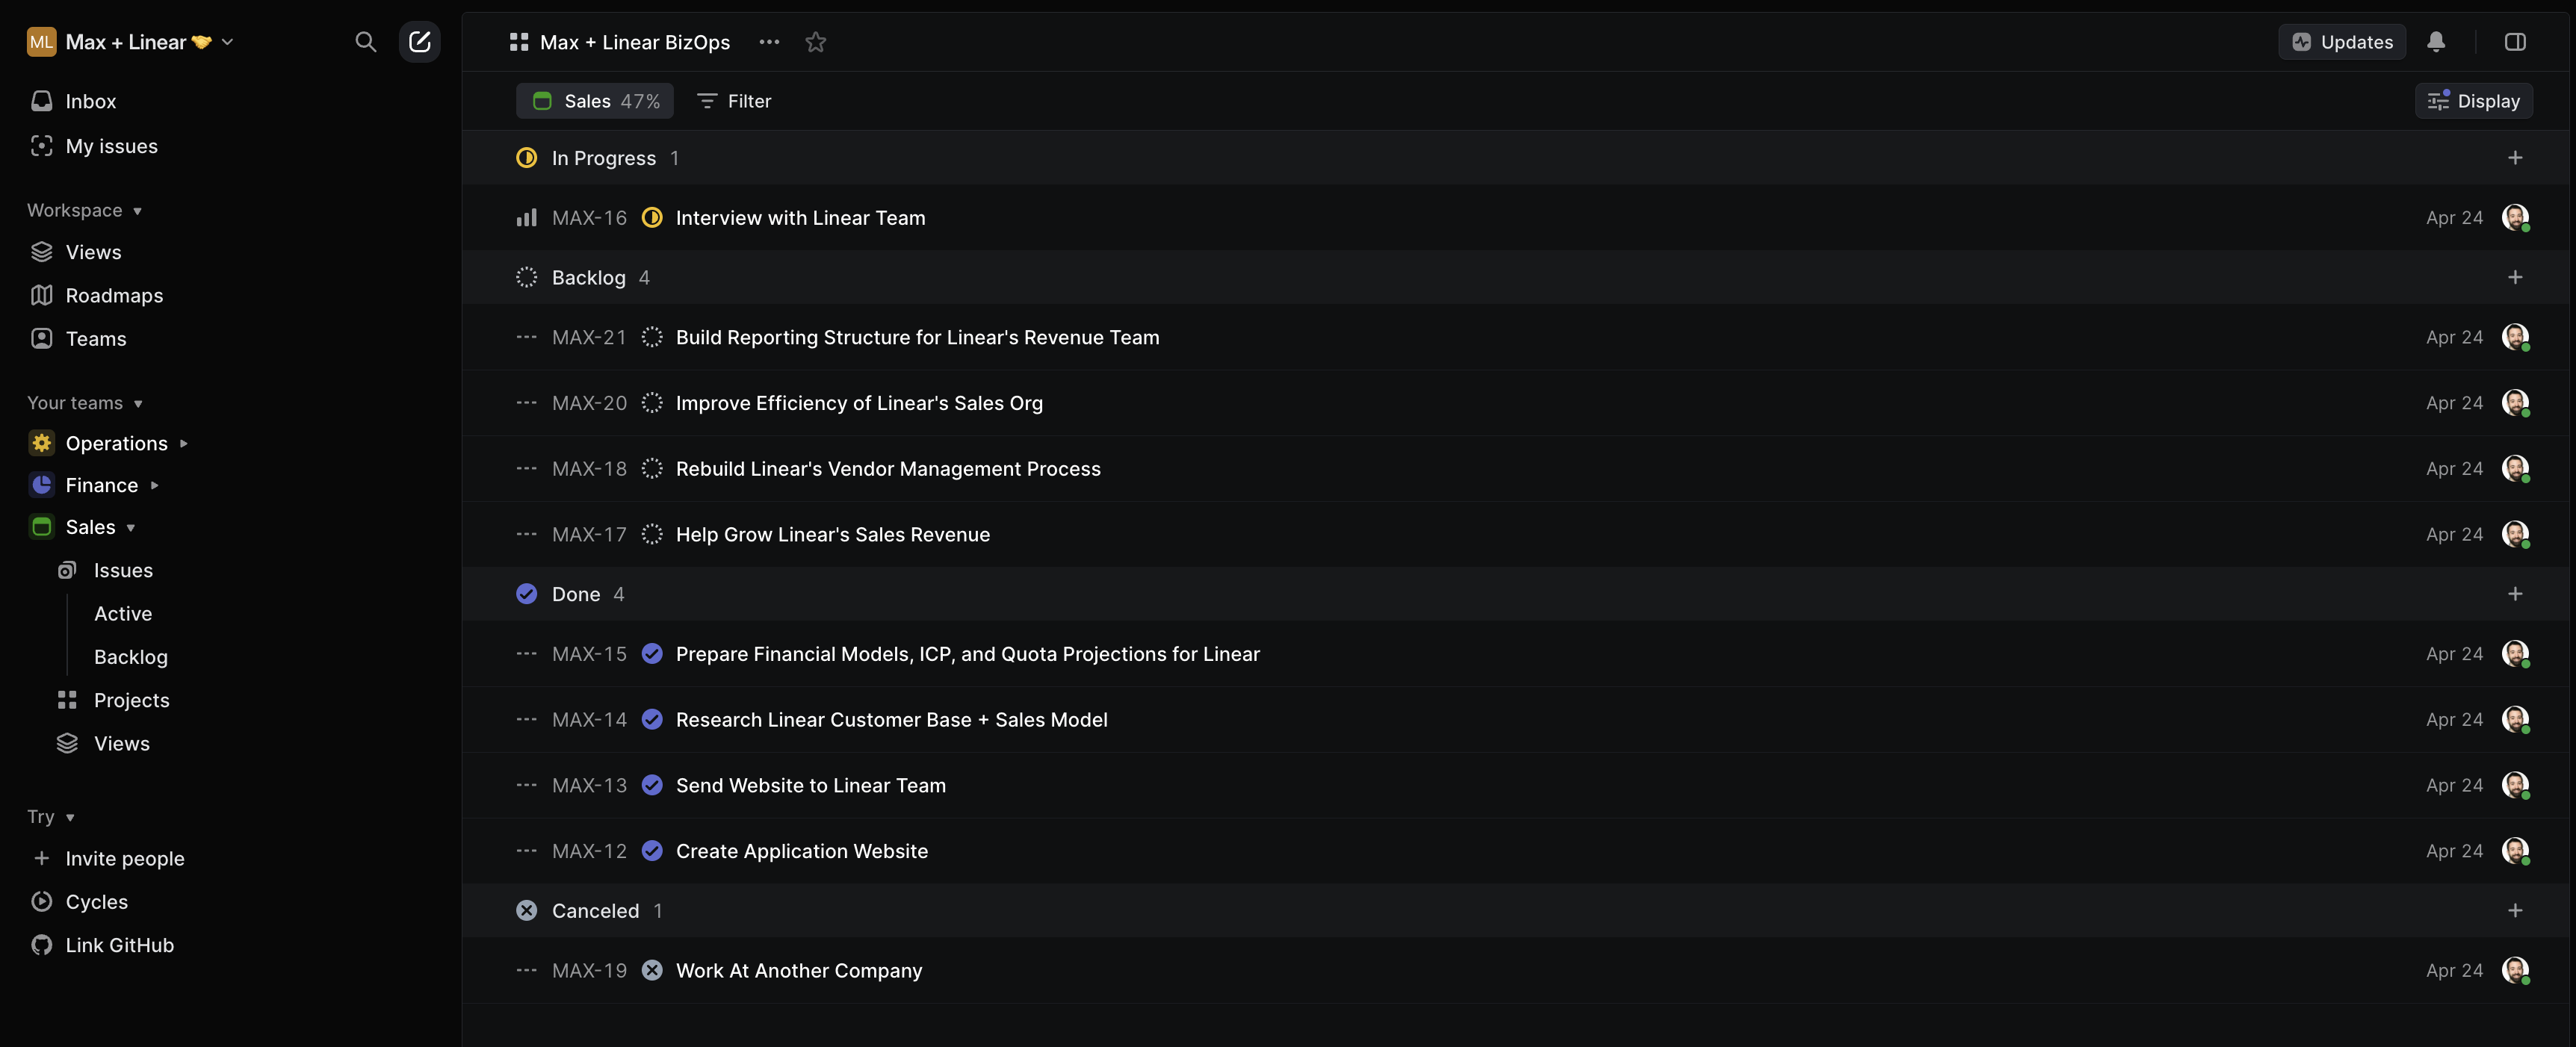 ML Max + Linear 🤝
Inbox
My issues
Workspace
Views
Roadmaps
Teams
Your teams
Operations
Finance
Sales
Issues
Active
Backlog
Projects
Views
Try
Invite people
Cycles
Link GitHub
Max + Linear BizOps
Updates
Sales 47% Filter
Display
In Progress 1
MAX-16 Interview with Linear Team Apr 24
Backlog 4
MAX-21 Build Reporting Structure for Linear's Revenue Team Apr 24
MAX-20 Improve Efficiency of Linear's Sales Org Apr 24
MAX-18 Rebuild Linear's Vendor Management Process Apr 24
MAX-17 Help Grow Linear's Sales Revenue Apr 24
Done 4
MAX-15 Prepare Financial Models, ICP, and Quota Projections for Linear Apr 24
MAX-14 Research Linear Customer Base + Sales Model Apr 24
MAX-13 Send Website to Linear Team Apr 24
MAX-12 Create Application Website Apr 24
Canceled 1
MAX-19 Work At Another Company Apr 24